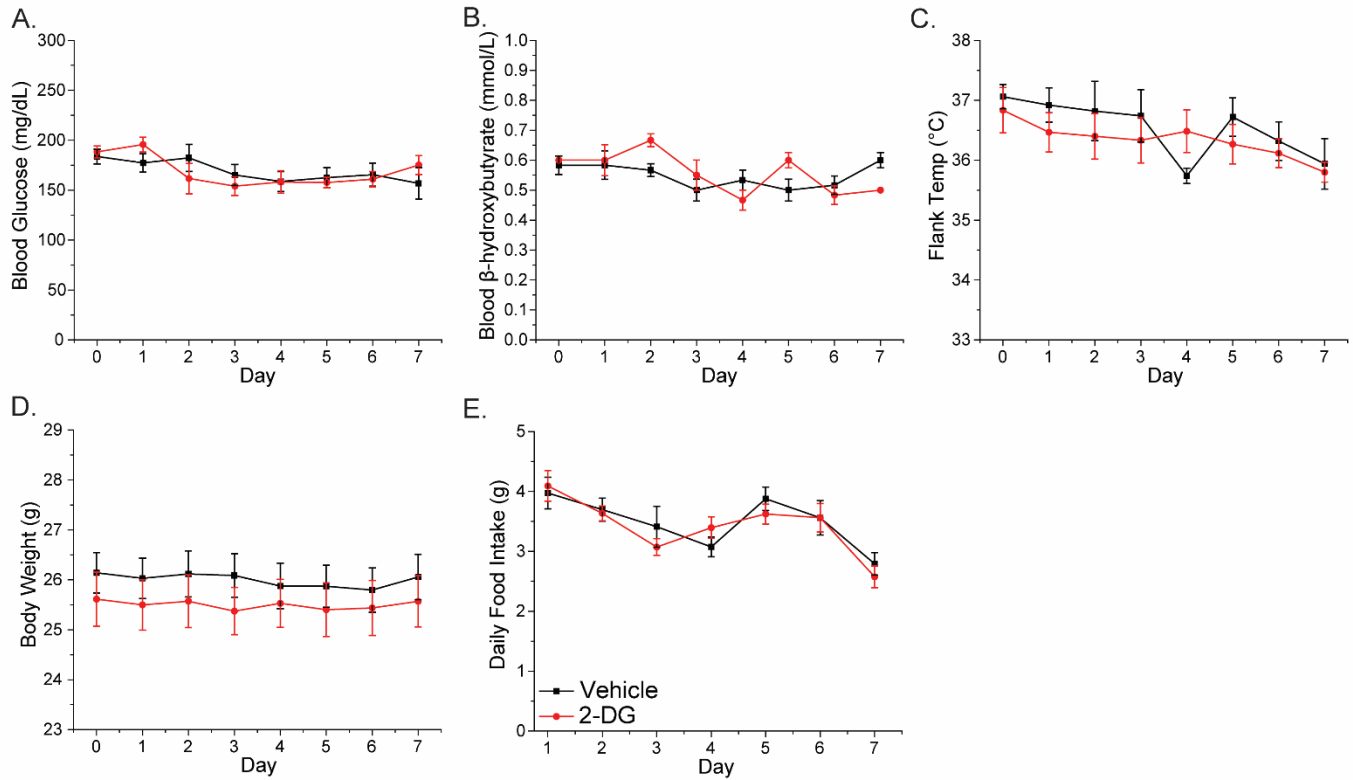 A.
300
250
200
150
100
50
0
Blood Glucose (mg/dL)
0 1 2 3 4 5 6 7
Day
B.
1.0
0.9
0.8
0.7
0.6
0.5
0.4
0.3
0.2
0.1
0.0
Blood β-hydroxybutyrate (mmol/L)
0 1 2 3 4 5 6 7
Day
C.
38
37
36
35
34
33
Flank Temp (°C)
0 1 2 3 4 5 6 7
Day
D.
29
28
27
26
25
24
23
Body Weight (g)
0 1 2 3 4 5 6 7
Day
E.
5
4
3
2
1
0
Daily Food Intake (g)
Vehicle
2-DG
1 2 3 4 5 6 7
Day